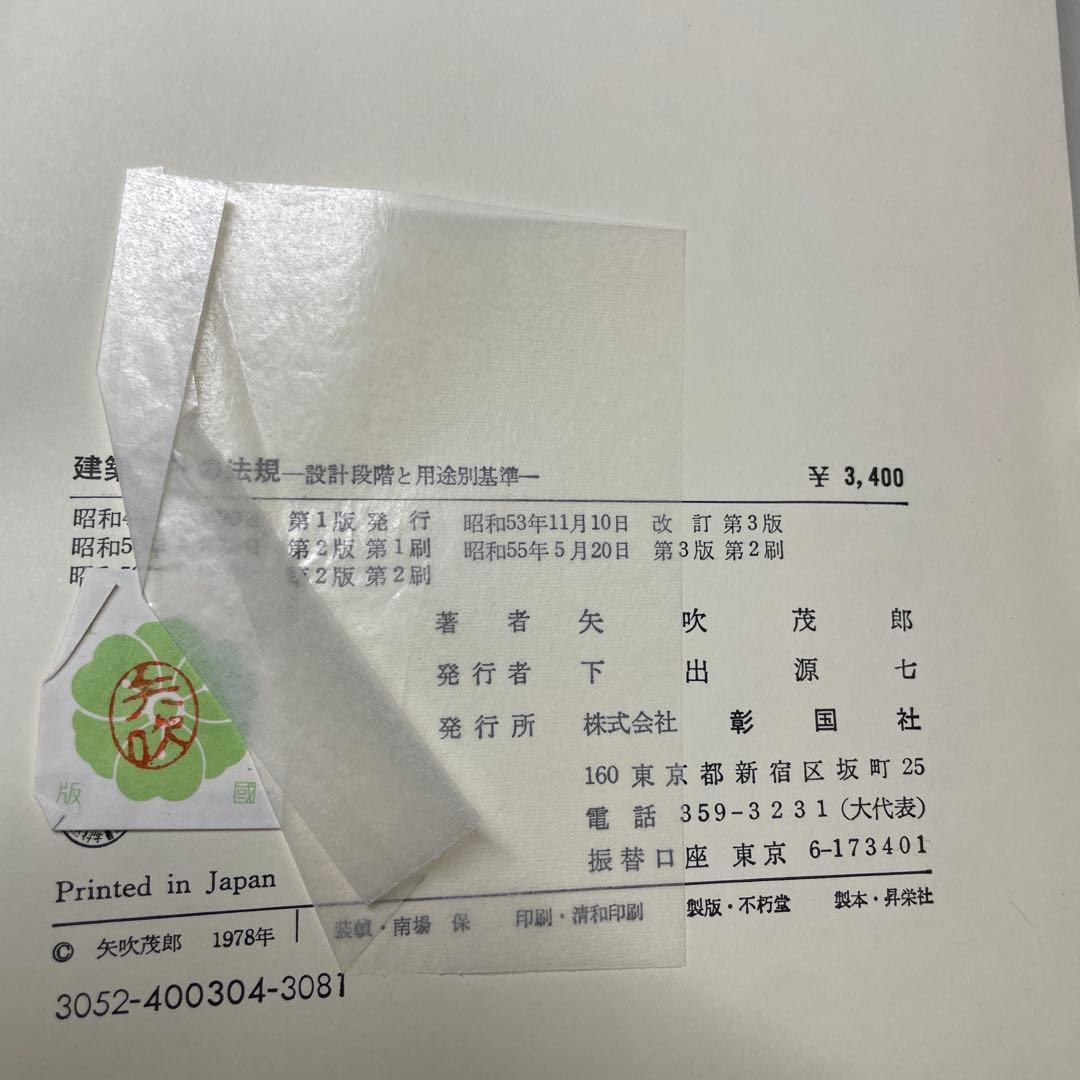 建築 法規—設計段階と用途別基準— ¥ 3,400
昭和4 第1版 発 行 昭和53年11月10日 改 訂 第3版
昭和5 第2版 第1刷 昭和55年5月20日 第3版 第2刷
昭 第2版 第2刷
著 者 矢 吹 茂 郎
発行者 下 出 源 七
発行所 株式会社 彰 国 社
160 東京都新宿区坂町25
電 話 359-3231(大代表)
振替口座 東京 6-173401
矢吹
版 國
Printed in Japan
装幀・南場 保 印刷・清和印刷 製版・不朽堂 製本・昇栄社
© 矢吹茂郎 1978年
3052-400304-3081